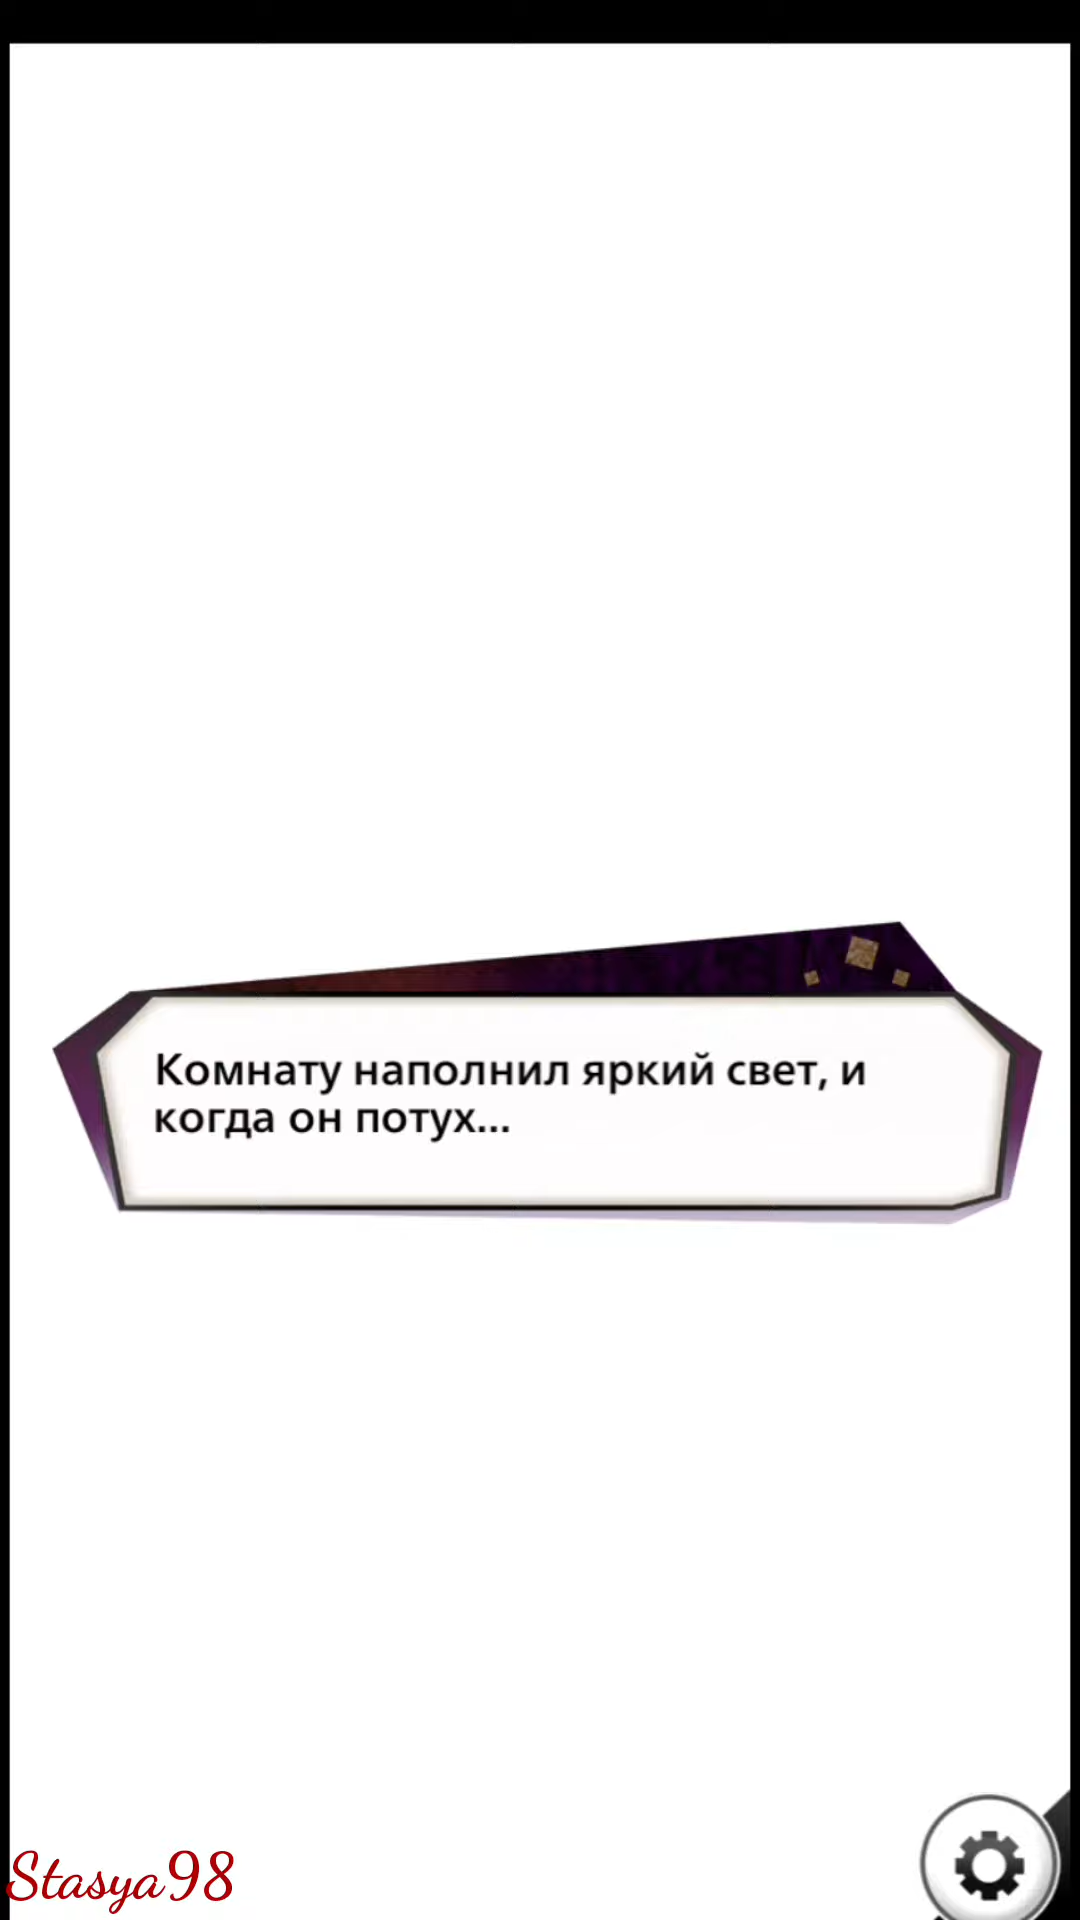 Комнату наполнил яркий свет, и
когда он потух...
Stasya98